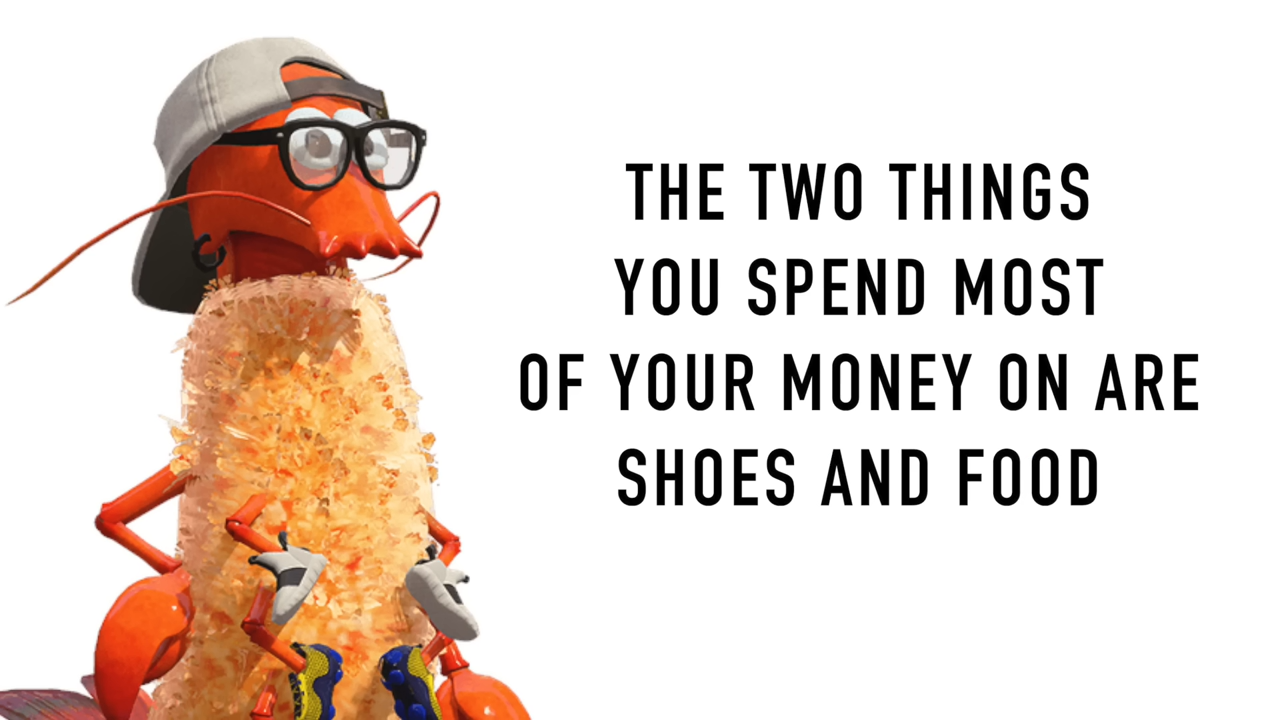 THE TWO THINGS
YOU SPEND MOST
OF YOUR MONEY ON ARE
SHOES AND FOOD